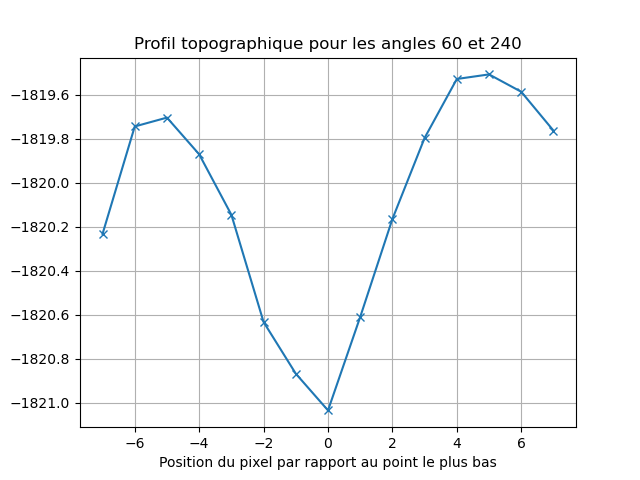 Profil topographique pour les angles 60 et 240
−1819.6
−1819.8
−1820.0
−1820.2
−1820.4
−1820.6
−1820.8
−1821.0
−6 −4 −2 0 2 4 6
Position du pixel par rapport au point le plus bas